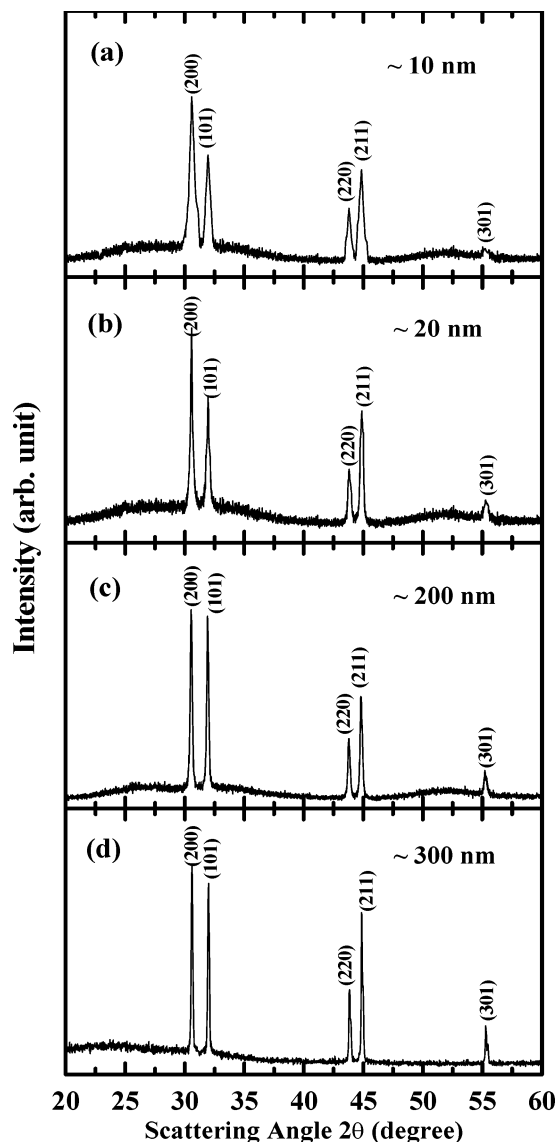 (a)
~ 10 nm
(200)
(101)
(220)
(211)
(301)
(b)
~ 20 nm
(200)
(101)
(220)
(211)
(301)
(c)
~ 200 nm
(200)
(101)
(220)
(211)
(301)
(d)
~ 300 nm
(200)
(101)
(220)
(211)
(301)
Intensity (arb. unit)
20 25 30 35 40 45 50 55 60
Scattering Angle 2θ (degree)